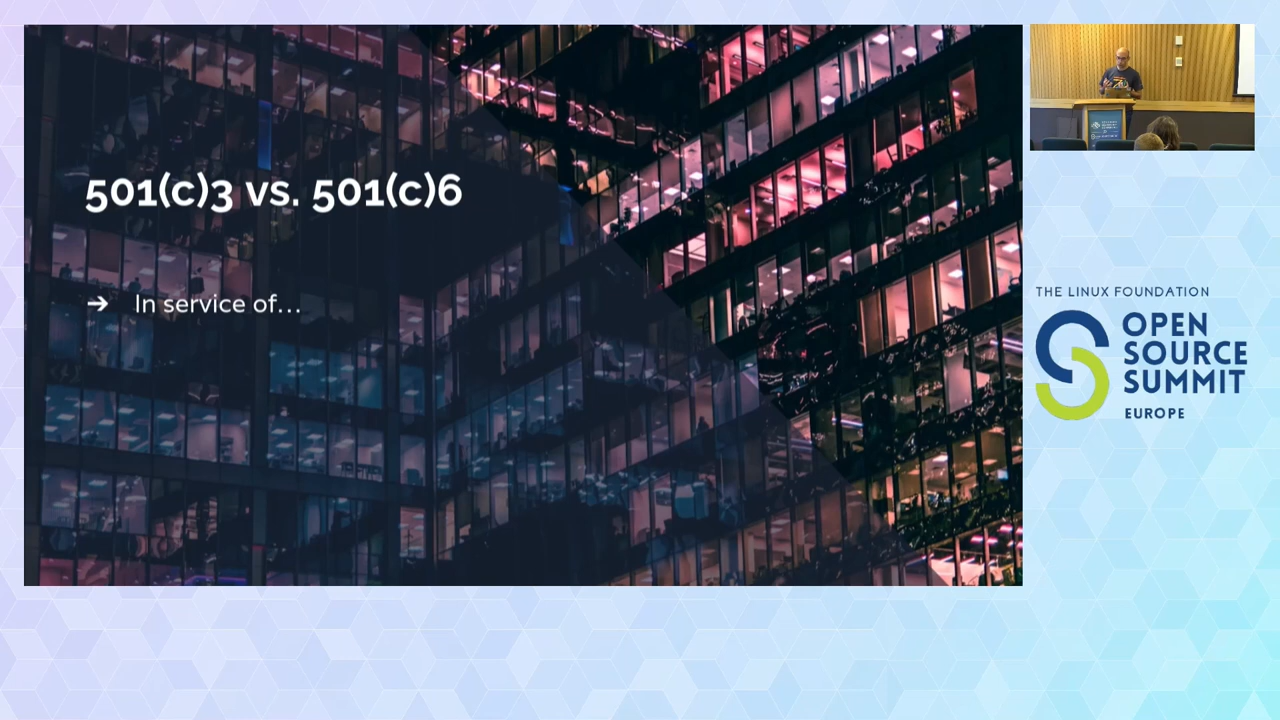 501(c)3 vs. 501(c)6
➔ In service of…
THE LINUX FOUNDATION
OPEN
SOURCE
SUMMIT
EUROPE